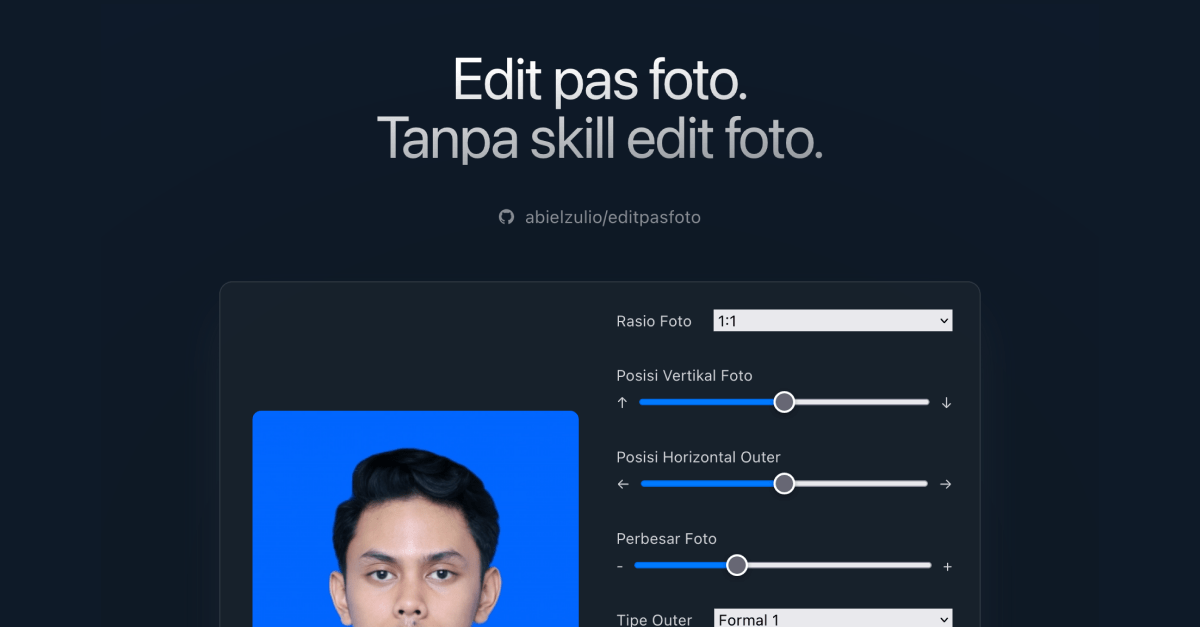 Edit pas foto.
Tanpa skill edit foto.
abielzulio/editpasfoto
Rasio Foto 1:1
Posisi Vertikal Foto
↑ ↓
Posisi Horizontal Outer
← →
Perbesar Foto
- +
Tipe Outer Formal 1